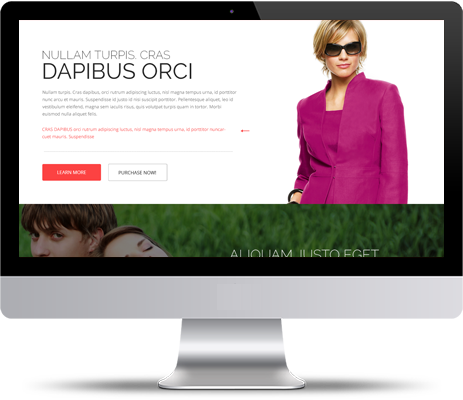 NULLAM TURPIS. CRAS
DAPIBUS ORCI
Nullam turpis. Cras dapibus, orci rutrum adipiscing luctus, nisl magna tempus urna, id porttitor
nunc arcu et mauris. Suspendisse id justo id nisl suscipit porttitor. Pellentesque aliquet, leo id
vestibulum eleifend, magna sem iaculis risus, quis volutpat turpis quam in tortor. Morbi
euismod nulla aliquet felis.
CRAS DAPIBUS orci rutrum adipiscing luctus, nisl magna tempus urna, id porttitor nuncar
cued mauris. Suspendisse
LEARN MORE
PURCHASE NOW!
ALIQUAM JUSTO EGET